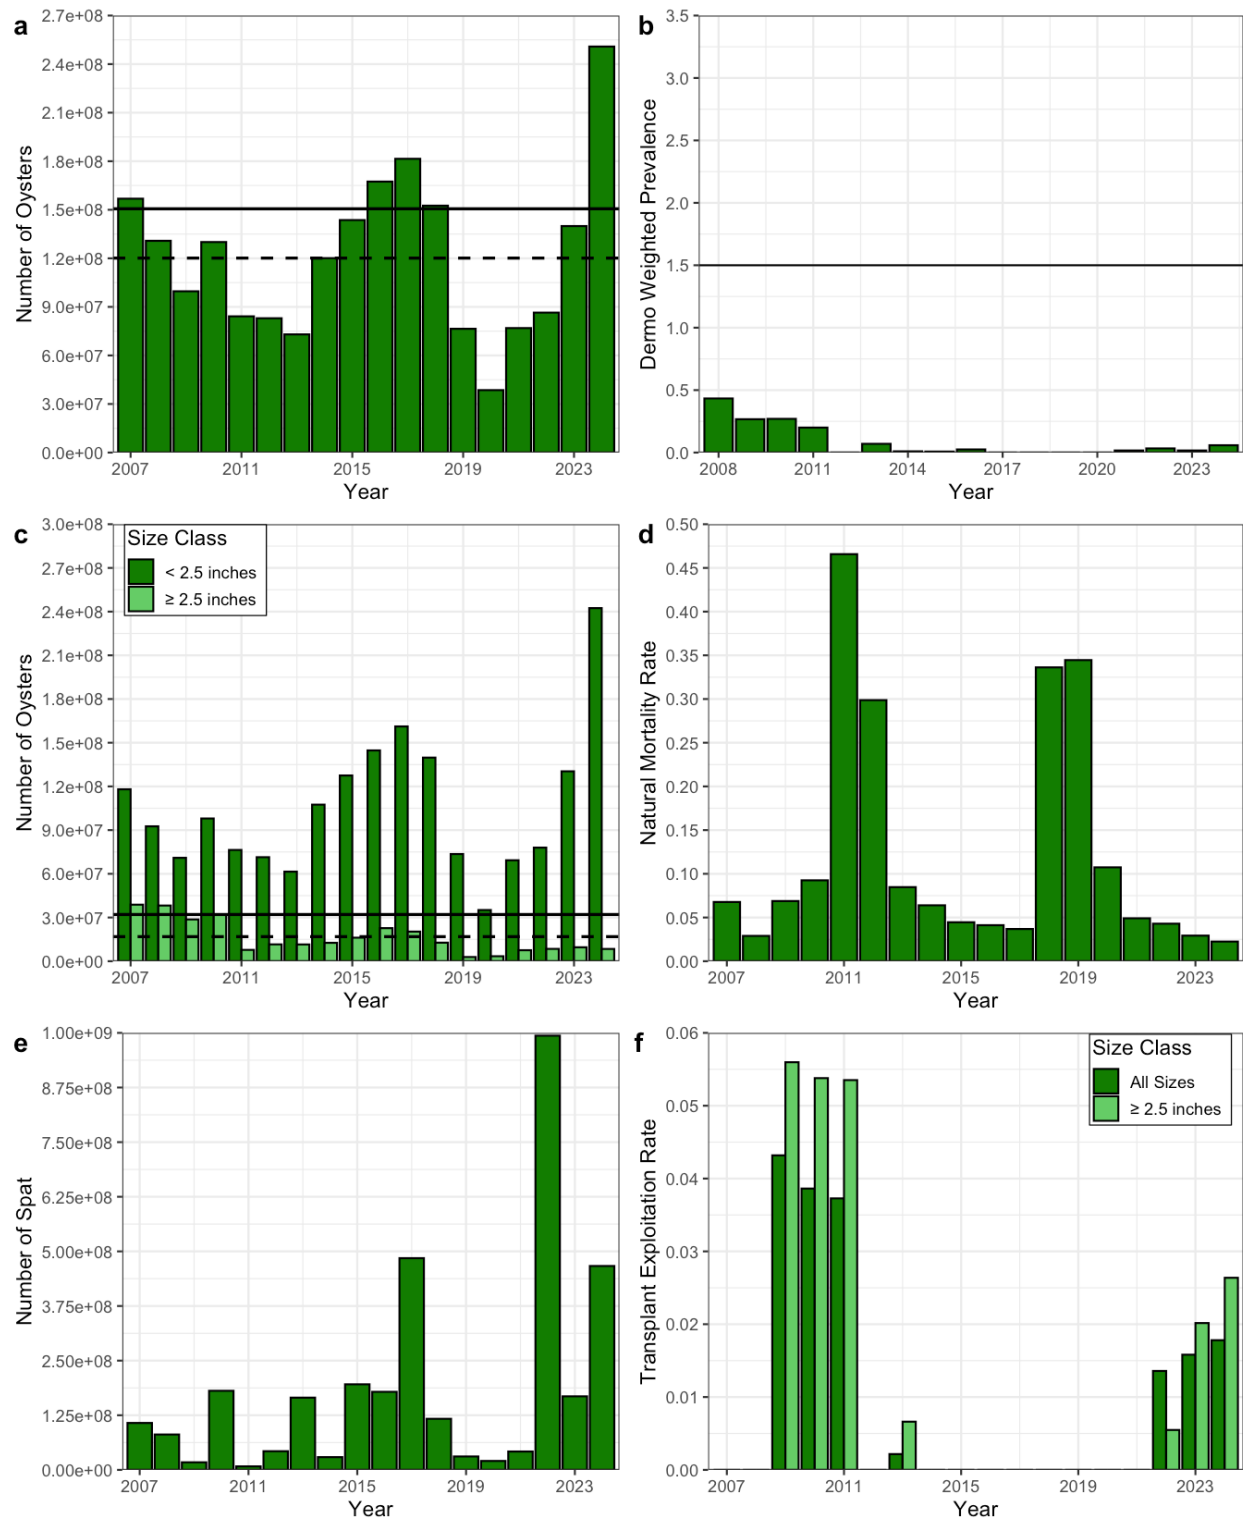 a
2.7e+08
2.4e+08
2.1e+08
1.8e+08
1.5e+08
1.2e+08
9.0e+07
6.0e+07
3.0e+07
0.0e+00
Number of Oysters
2007 2011 2015 2019 2023
Year
b
3.5
3.0
2.5
2.0
1.5
1.0
0.5
0.0
Dermo Weighted Prevalence
2008 2011 2014 2017 2020 2023
Year
c
3.0e+08
2.7e+08
2.4e+08
2.1e+08
1.8e+08
1.5e+08
1.2e+08
9.0e+07
6.0e+07
3.0e+07
0.0e+00
Number of Oysters
Size Class
< 2.5 inches
≥ 2.5 inches
2007 2011 2015 2019 2023
Year
d
0.50
0.45
0.40
0.35
0.30
0.25
0.20
0.15
0.10
0.05
0.00
Natural Mortality Rate
2007 2011 2015 2019 2023
Year
e
1.00e+09
8.75e+08
7.50e+08
6.25e+08
5.00e+08
3.75e+08
2.50e+08
1.25e+08
0.00e+00
Number of Spat
2007 2011 2015 2019 2023
Year
f
0.06
0.05
0.04
0.03
0.02
0.01
0.00
Transplant Exploitation Rate
Size Class
All Sizes
≥ 2.5 inches
2007 2011 2015 2019 2023
Year